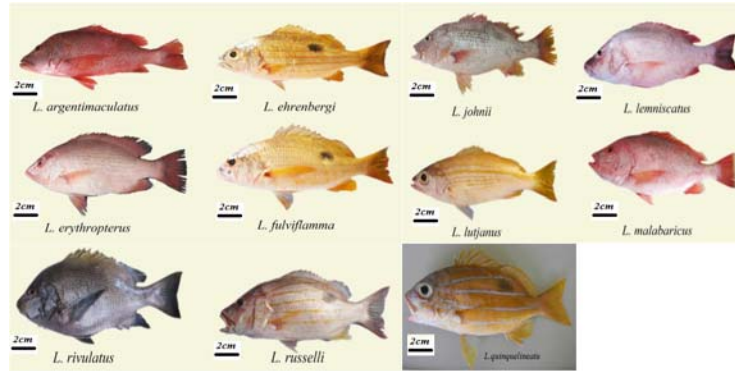 2cm
L. argentimaculatus
2cm
L. ehrenbergi
2cm
L. johnii
2cm
L. lemniscatus
2cm
L. erythropterus
2cm
L. fulviflamma
2cm
L. lutjanus
2cm
L. malabaricus
2cm
L. rivulatus
2cm
L. russelli
2cm
L.quinquelineatu